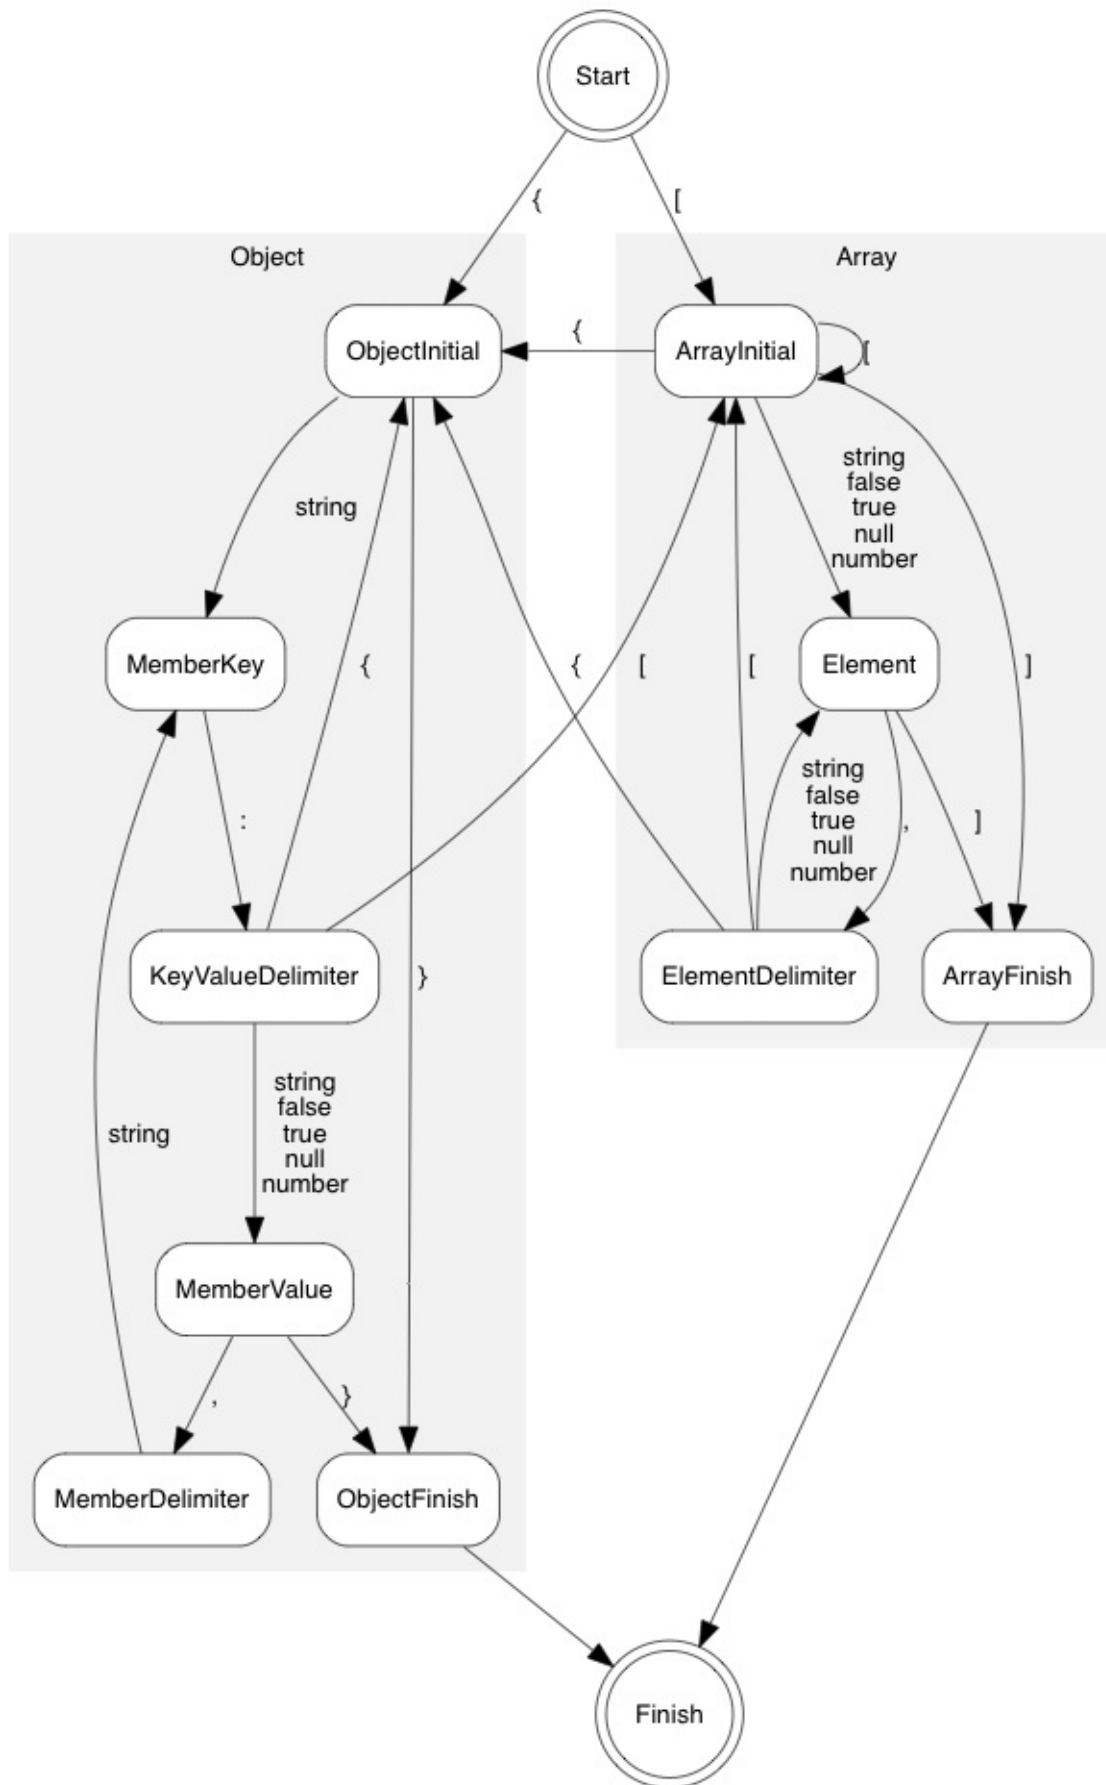 Start
{
[
Object
Array
ObjectInitial
{
ArrayInitial
[
string
false
true
null
number
string
MemberKey
{
{
[
[
Element
]
:
string
false
true
null
number
,
]
KeyValueDelimiter
}
ElementDelimiter
ArrayFinish
string
false
true
null
number
string
MemberValue
,
}
MemberDelimiter
ObjectFinish
Finish